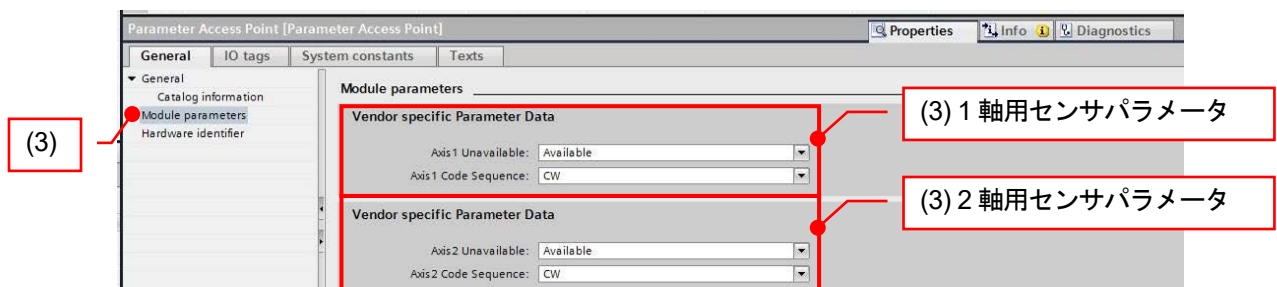 Parameter Access Point [Parameter Access Point]
Properties
Info
Diagnostics
General
IO tags
System constants
Texts
General
Catalog information
Module parameters
Hardware identifier
(3)
Module parameters
Vendor specific Parameter Data
Axis1 Unavailable: Available
Axis1 Code Sequence: CW
(3) 1 軸用センサパラメータ
Vendor specific Parameter Data
Axis2 Unavailable: Available
Axis2 Code Sequence: CW
(3) 2 軸用センサパラメータ